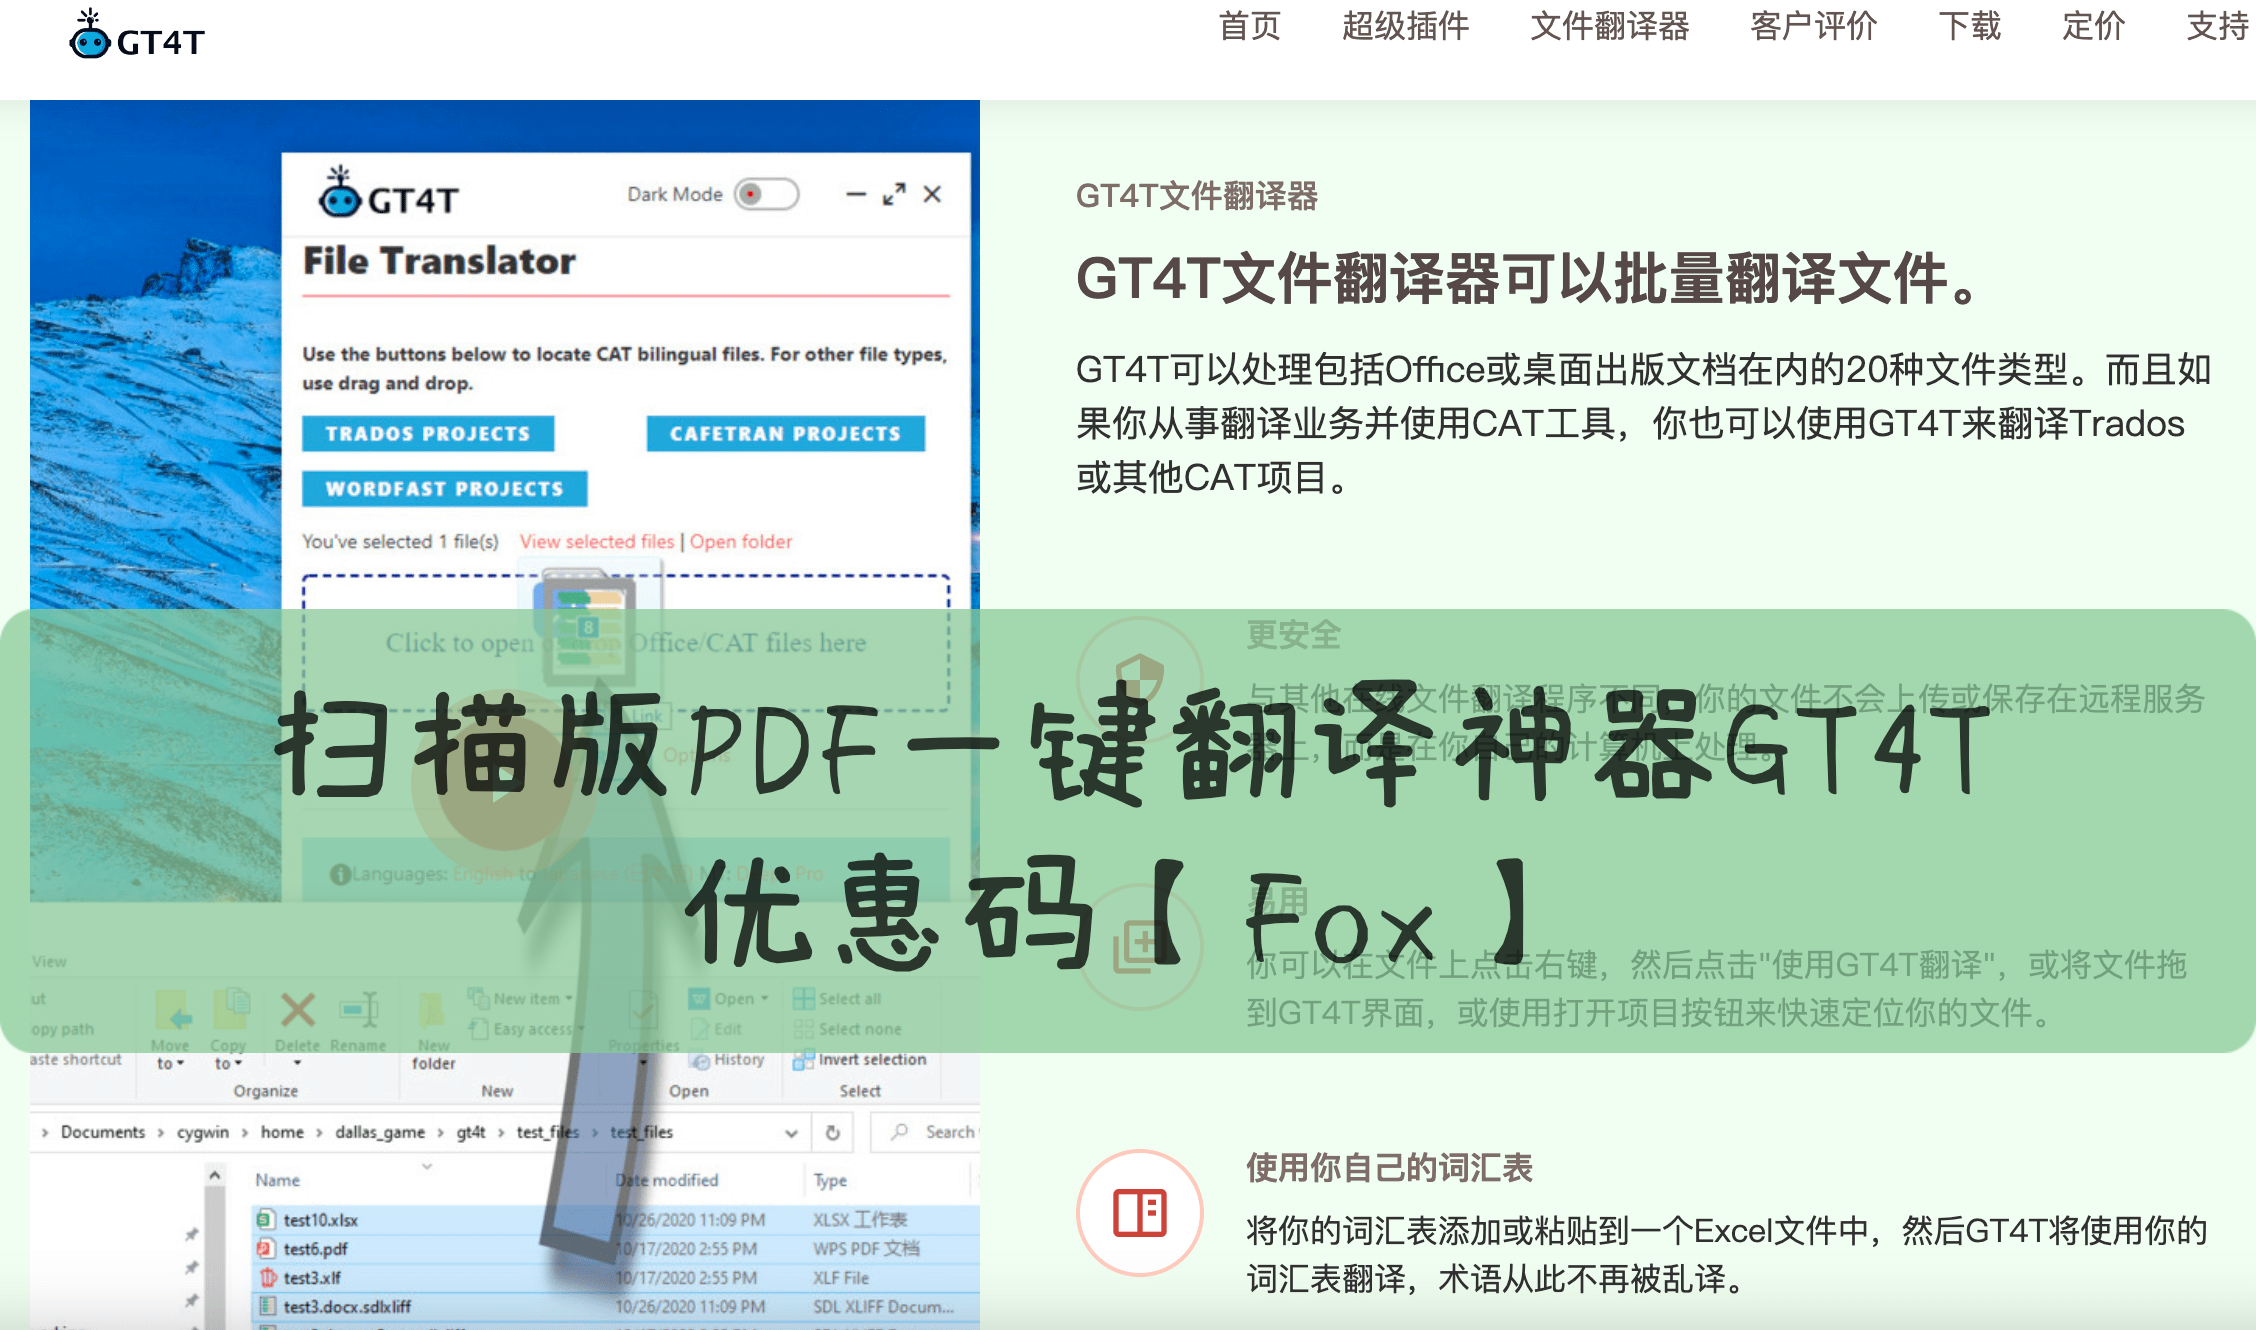 GT4T
首页 超级插件 文件翻译器 客户评价 下载 定价 支持
GT4T
Dark Mode
File Translator
Use the buttons below to locate CAT bilingual files. For other file types,
use drag and drop.
TRADOS PROJECTS CAFETRAN PROJECTS
WORDFAST PROJECTS
You've selected 1 file(s) View selected files | Open folder
8
Click to open drop Office/CAT files here
Link
Languages: English to
Pro
GT4T文件翻译器
GT4T文件翻译器可以批量翻译文件。
GT4T可以处理包括Office或桌面出版文档在内的20种文件类型。而且如
果你从事翻译业务并使用CAT工具，你也可以使用GT4T来翻译Trados
或其他CAT项目。
更安全
与其他在线文件翻译程序不同，你的文件不会上传或保存在远程服务
器上，而是在你自己的计算机上处理。
扫描版PDF一键翻译神器GT4T
优惠码【Fox】
易用
你可以在文件上点击右键，然后点击"使用GT4T翻译"，或将文件拖
到GT4T界面，或使用打开项目按钮来快速定位你的文件。
使用你自己的词汇表
将你的词汇表添加或粘贴到一个Excel文件中，然后GT4T将使用你的
词汇表翻译，术语从此不再被乱译。
View
ut
opy path
aste shortcut
Move to Copy to Delete Rename
Organize
New folder
New item
Easy access
New
Properties
Open
Edit
History
Open
Select all
Select none
Invert selection
Select
› Documents › cygwin › home › dallas_game › gt4t › test_files › test_files
Search
Name Date modified Type
test10.xlsx 10/26/2020 11:09 PM XLSX 工作表
test6.pdf 10/17/2020 2:55 PM WPS PDF 文档
test3.xlf 10/17/2020 2:55 PM XLF File
test3.docx.sdlxliff 10/26/2020 11:09 PM SDL XLIFF Docum...